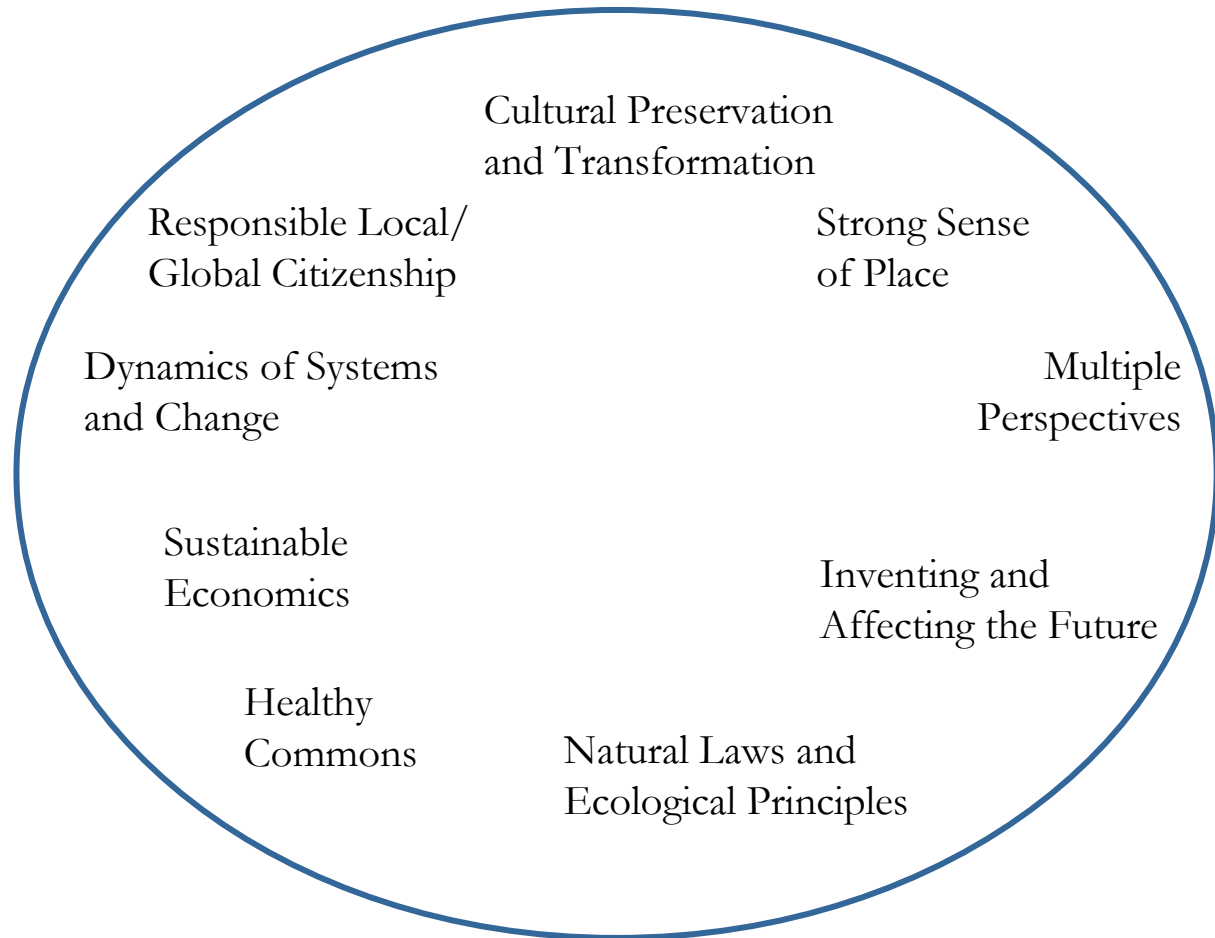 Cultural Preservation
and Transformation
Responsible Local/
Global Citizenship
Strong Sense
of Place
Dynamics of Systems
and Change
Multiple
Perspectives
Sustainable
Economics
Inventing and
Affecting the Future
Healthy
Commons
Natural Laws and
Ecological Principles